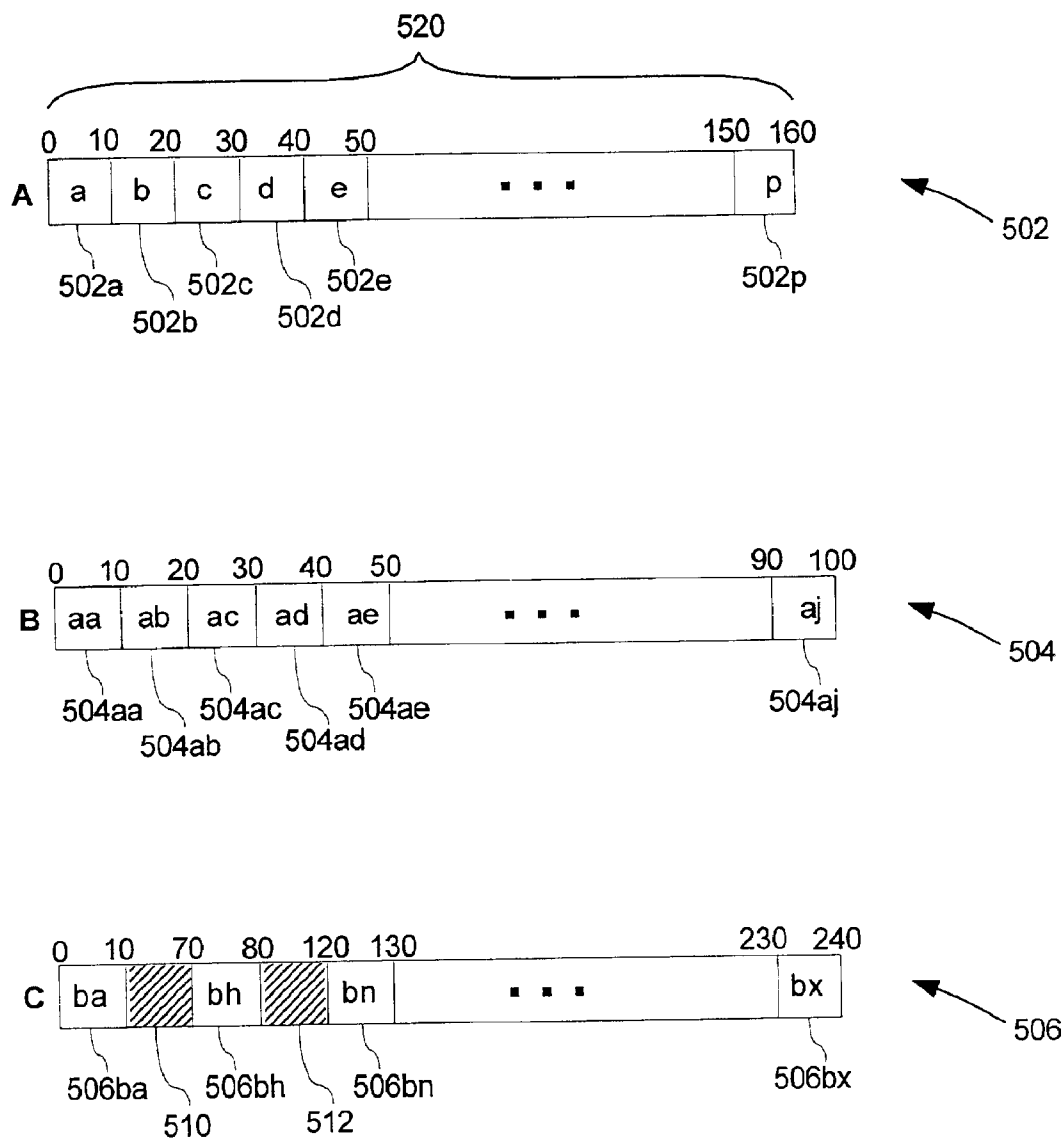 520
0 10 20 30 40 50 150 160
A a b c d e ▪ ▪ ▪ p
502
502a 502c 502e 502p
502b 502d
0 10 20 30 40 50 90 100
B aa ab ac ad ae ▪ ▪ ▪ aj
504
504aa 504ac 504ae 504aj
504ab 504ad
0 10 70 80 120 130 230 240
C ba bh bn ▪ ▪ ▪ bx
506
506ba 506bh 506bn 506bx
510 512